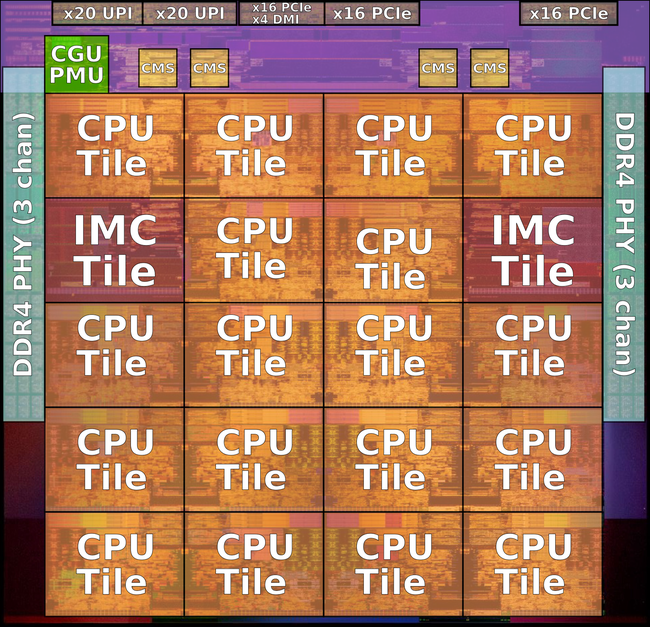 x20 UPI
x20 UPI
x16 PCIe
x4 DMI
x16 PCIe
x16 PCIe
CGU
PMU
CMS
CMS
CMS
CMS
DDR4 PHY (3 chan)
DDR4 PHY (3 chan)
CPU
Tile
CPU
Tile
CPU
Tile
CPU
Tile
IMC
Tile
CPU
Tile
CPU
Tile
IMC
Tile
CPU
Tile
CPU
Tile
CPU
Tile
CPU
Tile
CPU
Tile
CPU
Tile
CPU
Tile
CPU
Tile
CPU
Tile
CPU
Tile
CPU
Tile
CPU
Tile